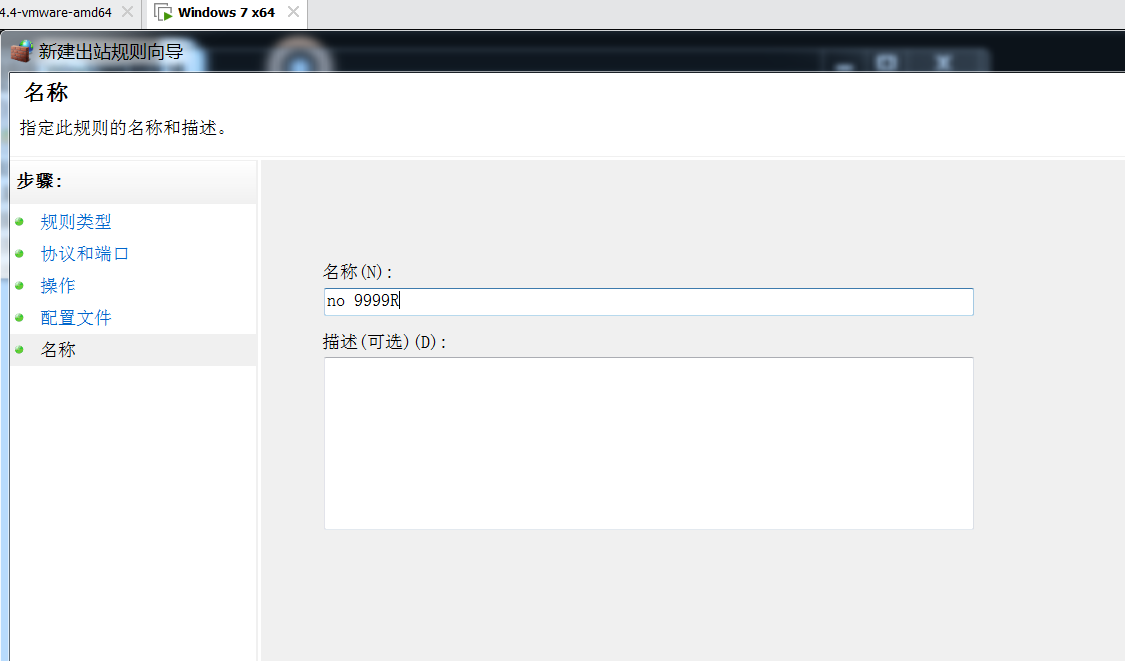 4.4-vmware-amd64
Windows 7 x64
新建出站规则向导
名称
指定此规则的名称和描述。
步骤:
规则类型
协议和端口
操作
配置文件
名称
名称(N):
no 9999R
描述(可选)(D):